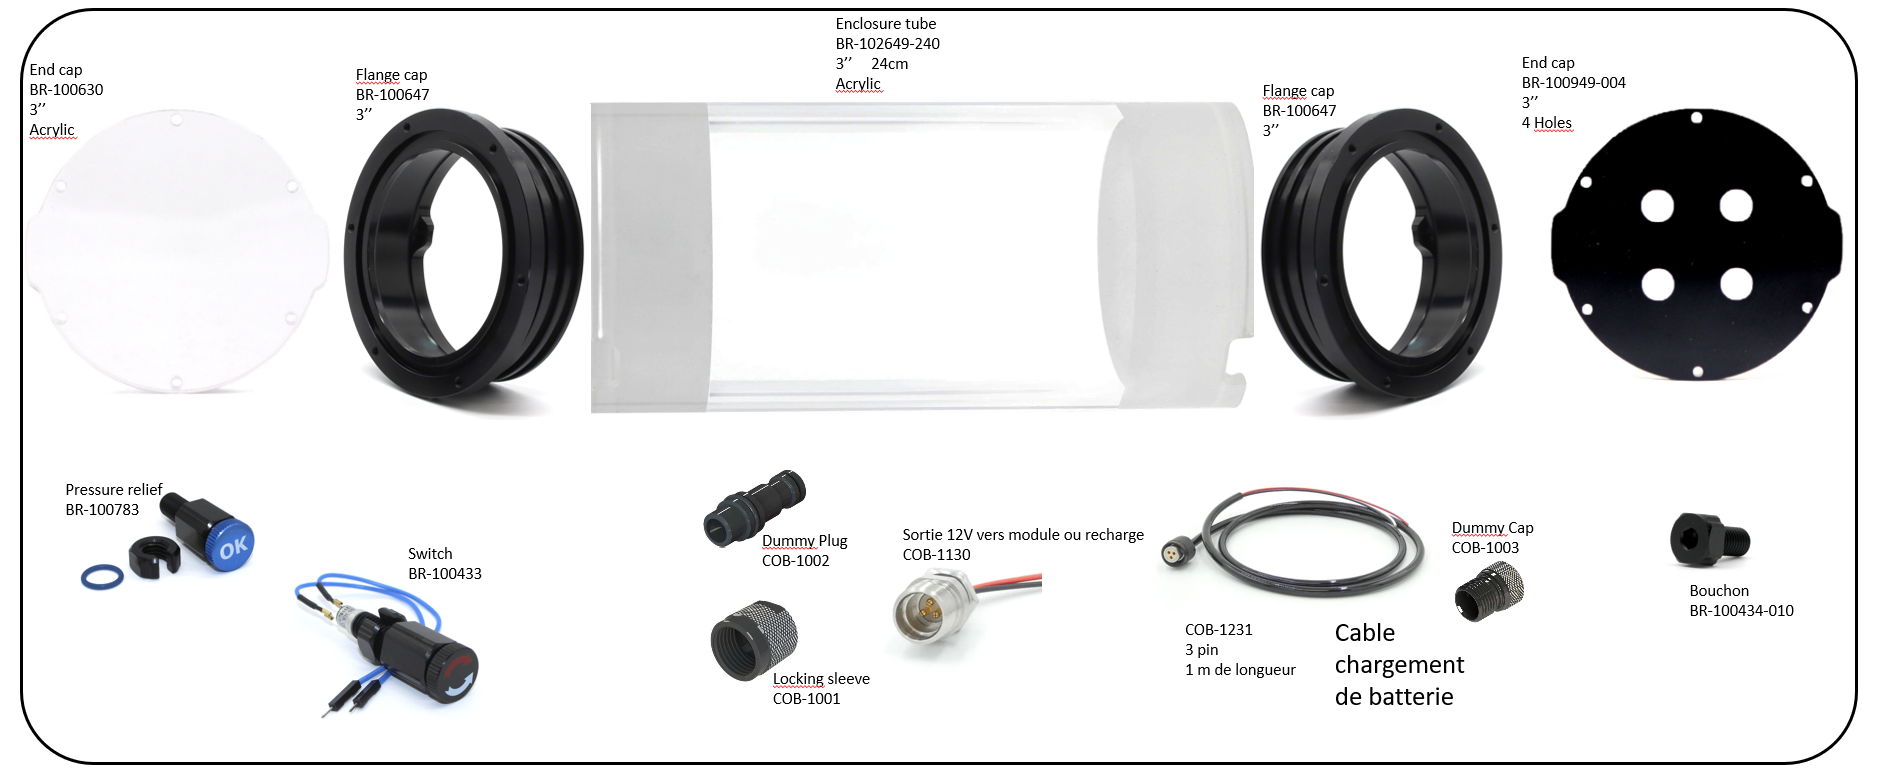 End cap
BR-100630
3’’
Acrylic
Flange cap
BR-100647
3’’
Enclosure tube
BR-102649-240
3’’ 24cm
Acrylic
Flange cap
BR-100647
3’’
End cap
BR-100949-004
3’’
4 Holes
Pressure relief
BR-100783
OK
Switch
BR-100433
Dummy Plug
COB-1002
Locking sleeve
COB-1001
Sortie 12V vers module ou recharge
COB-1130
COB-1231
3 pin
1 m de longueur
Cable
chargement
de batterie
Dummy Cap
COB-1003
Bouchon
BR-100434-010